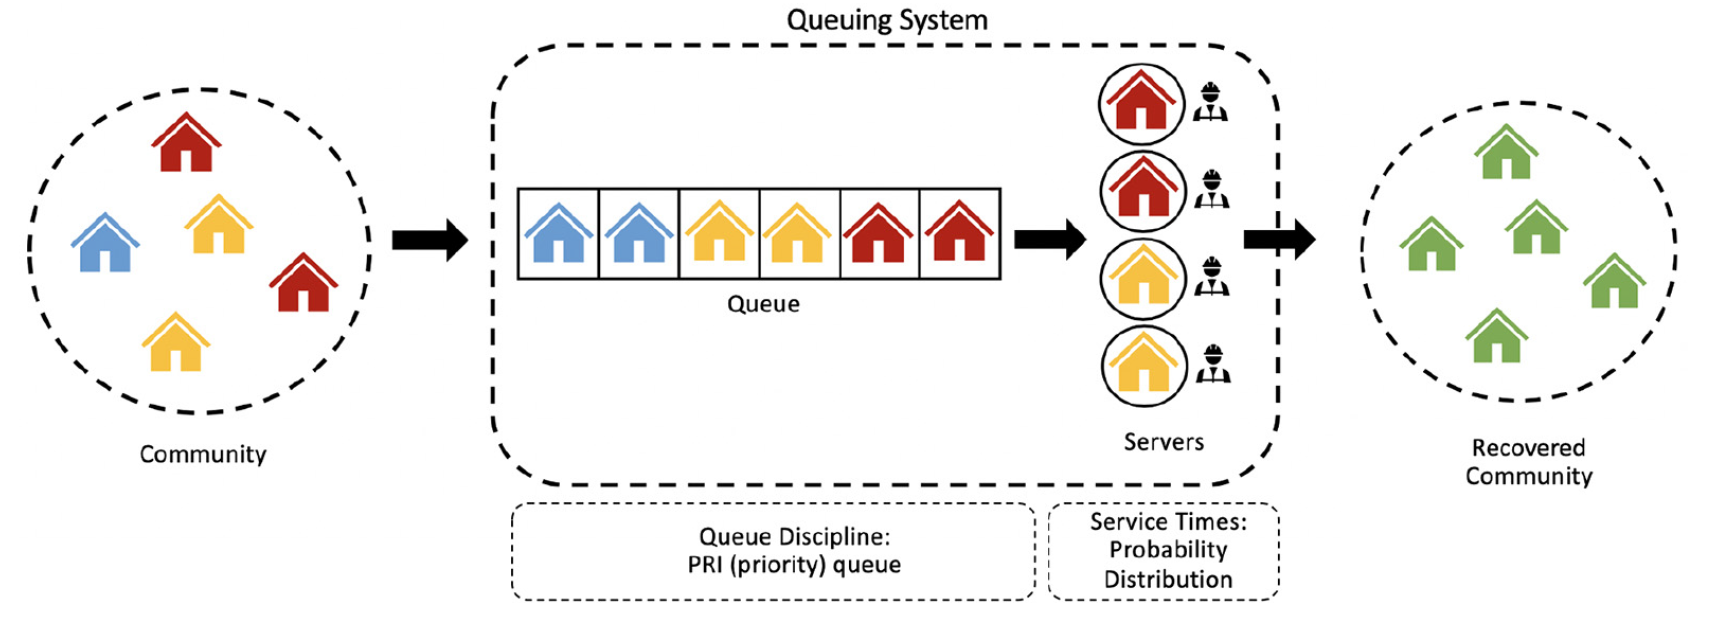 Queuing System
Queue
Servers
Community
Recovered
Community
Queue Discipline:
PRI (priority) queue
Service Times:
Probability
Distribution